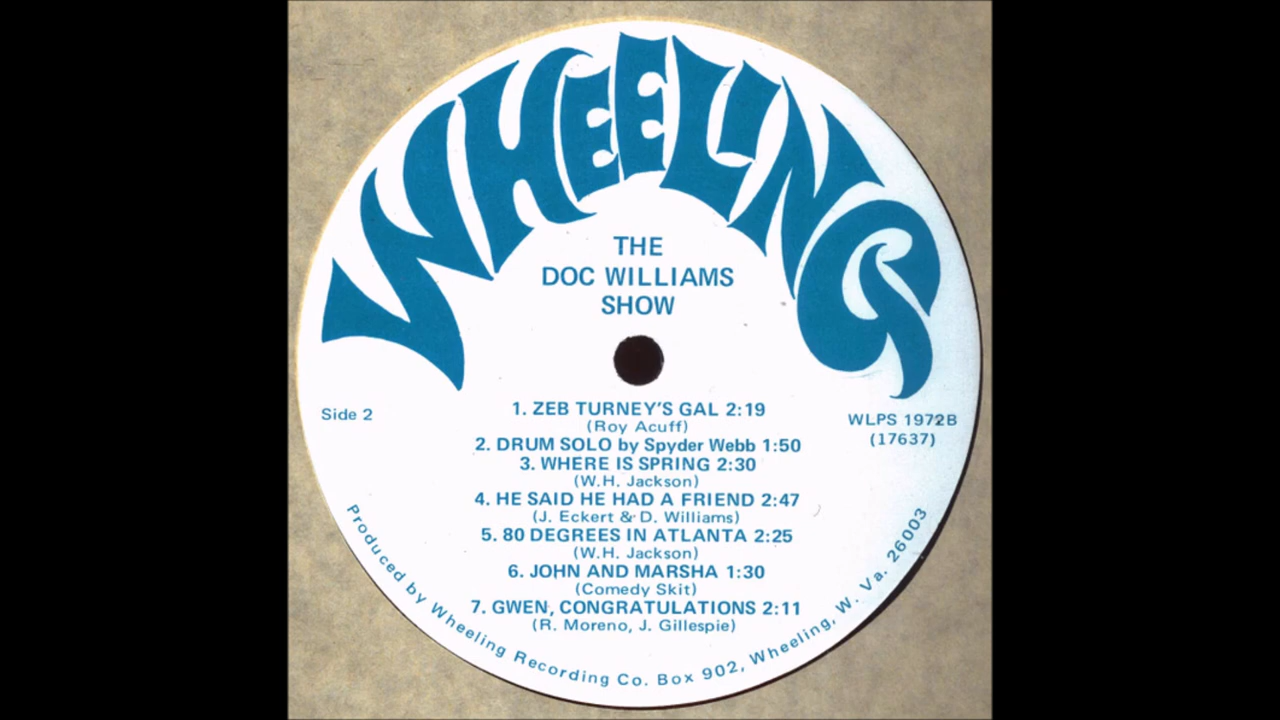 WHEELING
THE
DOC WILLIAMS
SHOW
Side 2
WLPS 1972B
(17637)
1. ZEB TURNEY'S GAL 2:19
(Roy Acuff)
2. DRUM SOLO by Spyder Webb 1:50
3. WHERE IS SPRING 2:30
(W.H. Jackson)
4. HE SAID HE HAD A FRIEND 2:47
(J. Eckert & D. Williams)
5. 80 DEGREES IN ATLANTA 2:25
(W.H. Jackson)
6. JOHN AND MARSHA 1:30
(Comedy Skit)
7. GWEN, CONGRATULATIONS 2:11
(R. Moreno, J. Gillespie)
Produced by Wheeling Recording Co. Box 902, Wheeling, W. Va. 26003